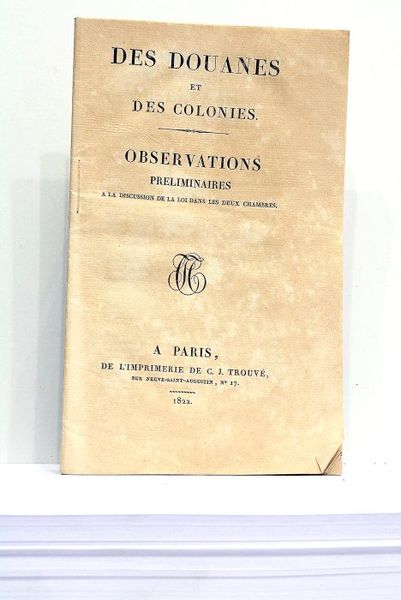 DES DOUANES
ET
DES COLONIES.
OBSERVATIONS
PRELIMINAIRES
A LA DISCUSSION DE LA LOI DANS LES DEUX CHAMBRES,
A PARIS,
DE L'IMPRIMERIE DE C. J. TROUVÉ,
RUE NEUVE-SAINT-AUGUSTIN, N° 17.
1822.